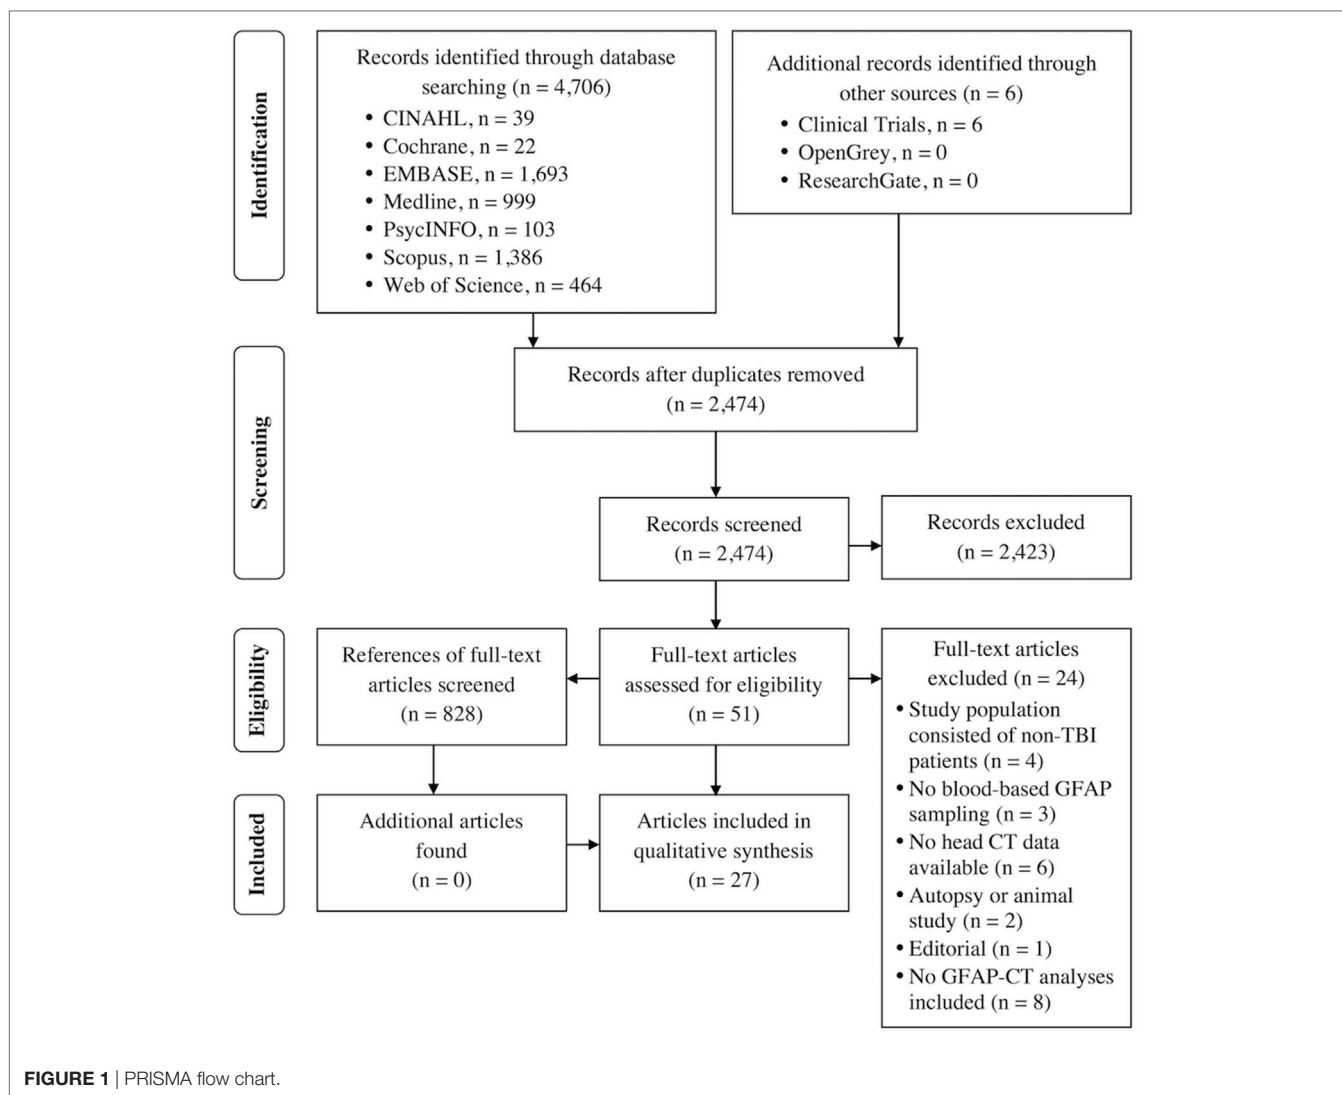 Identification
Records identified through database
searching (n = 4,706)
• CINAHL, n = 39
• Cochrane, n = 22
• EMBASE, n = 1,693
• Medline, n = 999
• PsycINFO, n = 103
• Scopus, n = 1,386
• Web of Science, n = 464
Additional records identified through
other sources (n = 6)
• Clinical Trials, n = 6
• OpenGrey, n = 0
• ResearchGate, n = 0
Screening
Records after duplicates removed
(n = 2,474)
Records screened
(n = 2,474)
Records excluded
(n = 2,423)
Eligibility
References of full-text
articles screened
(n = 828)
Full-text articles
assessed for eligibility
(n = 51)
Full-text articles
excluded (n = 24)
• Study population
consisted of non-TBI
patients (n = 4)
• No blood-based GFAP
sampling (n = 3)
• No head CT data
available (n = 6)
• Autopsy or animal
study (n = 2)
• Editorial (n = 1)
• No GFAP-CT analyses
included (n = 8)
Included
Additional articles
found
(n = 0)
Articles included in
qualitative synthesis
(n = 27)
FIGURE 1 | PRISMA flow chart.